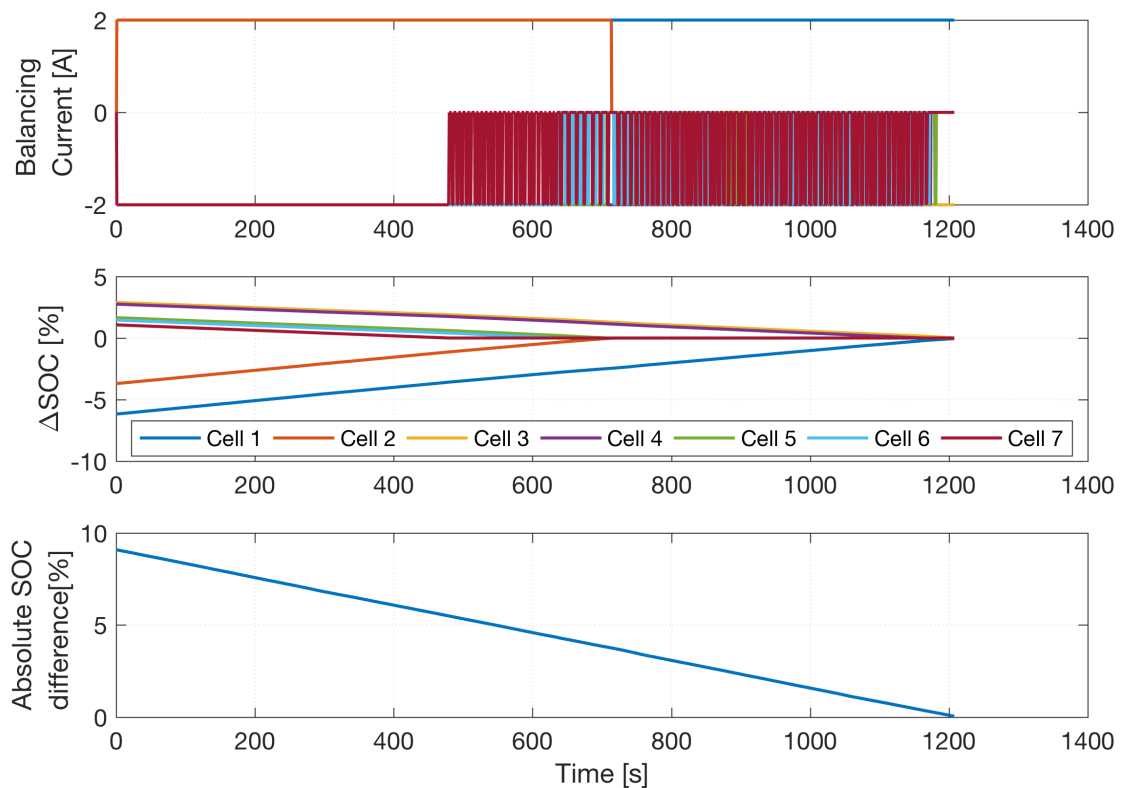 Balancing
Current [A]
2
0
-2
0 200 400 600 800 1000 1200 1400
ΔSOC [%]
5
0
-5
-10
Cell 1 Cell 2 Cell 3 Cell 4 Cell 5 Cell 6 Cell 7
0 200 400 600 800 1000 1200 1400
Absolute SOC
difference[%]
10
5
0
0 200 400 600 800 1000 1200 1400
Time [s]